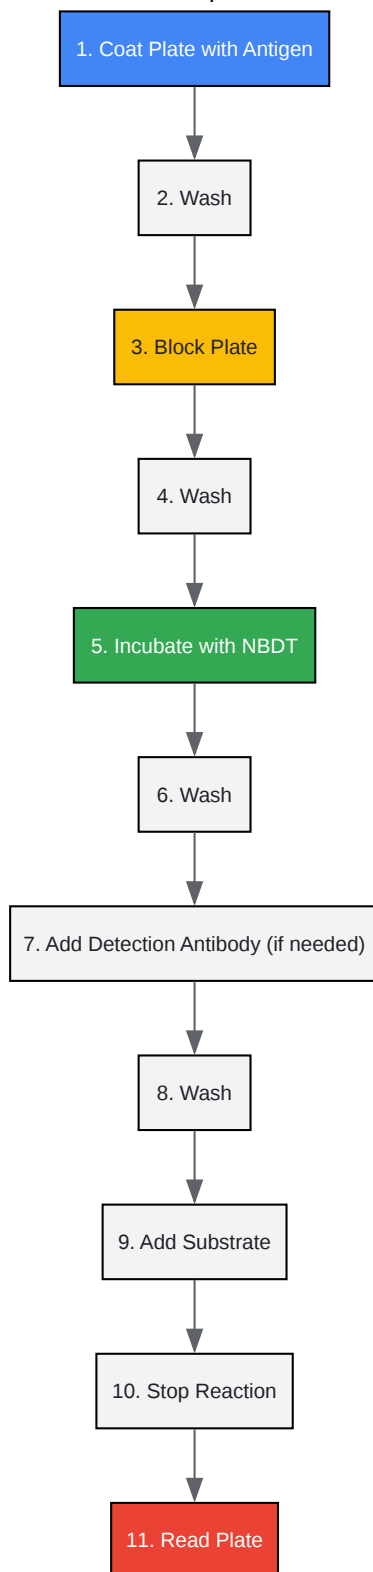 1. Coat Plate with Antigen
2. Wash
3. Block Plate
4. Wash
5. Incubate with NBDT
6. Wash
7. Add Detection Antibody (if needed)
8. Wash
9. Add Substrate
10. Stop Reaction
11. Read Plate